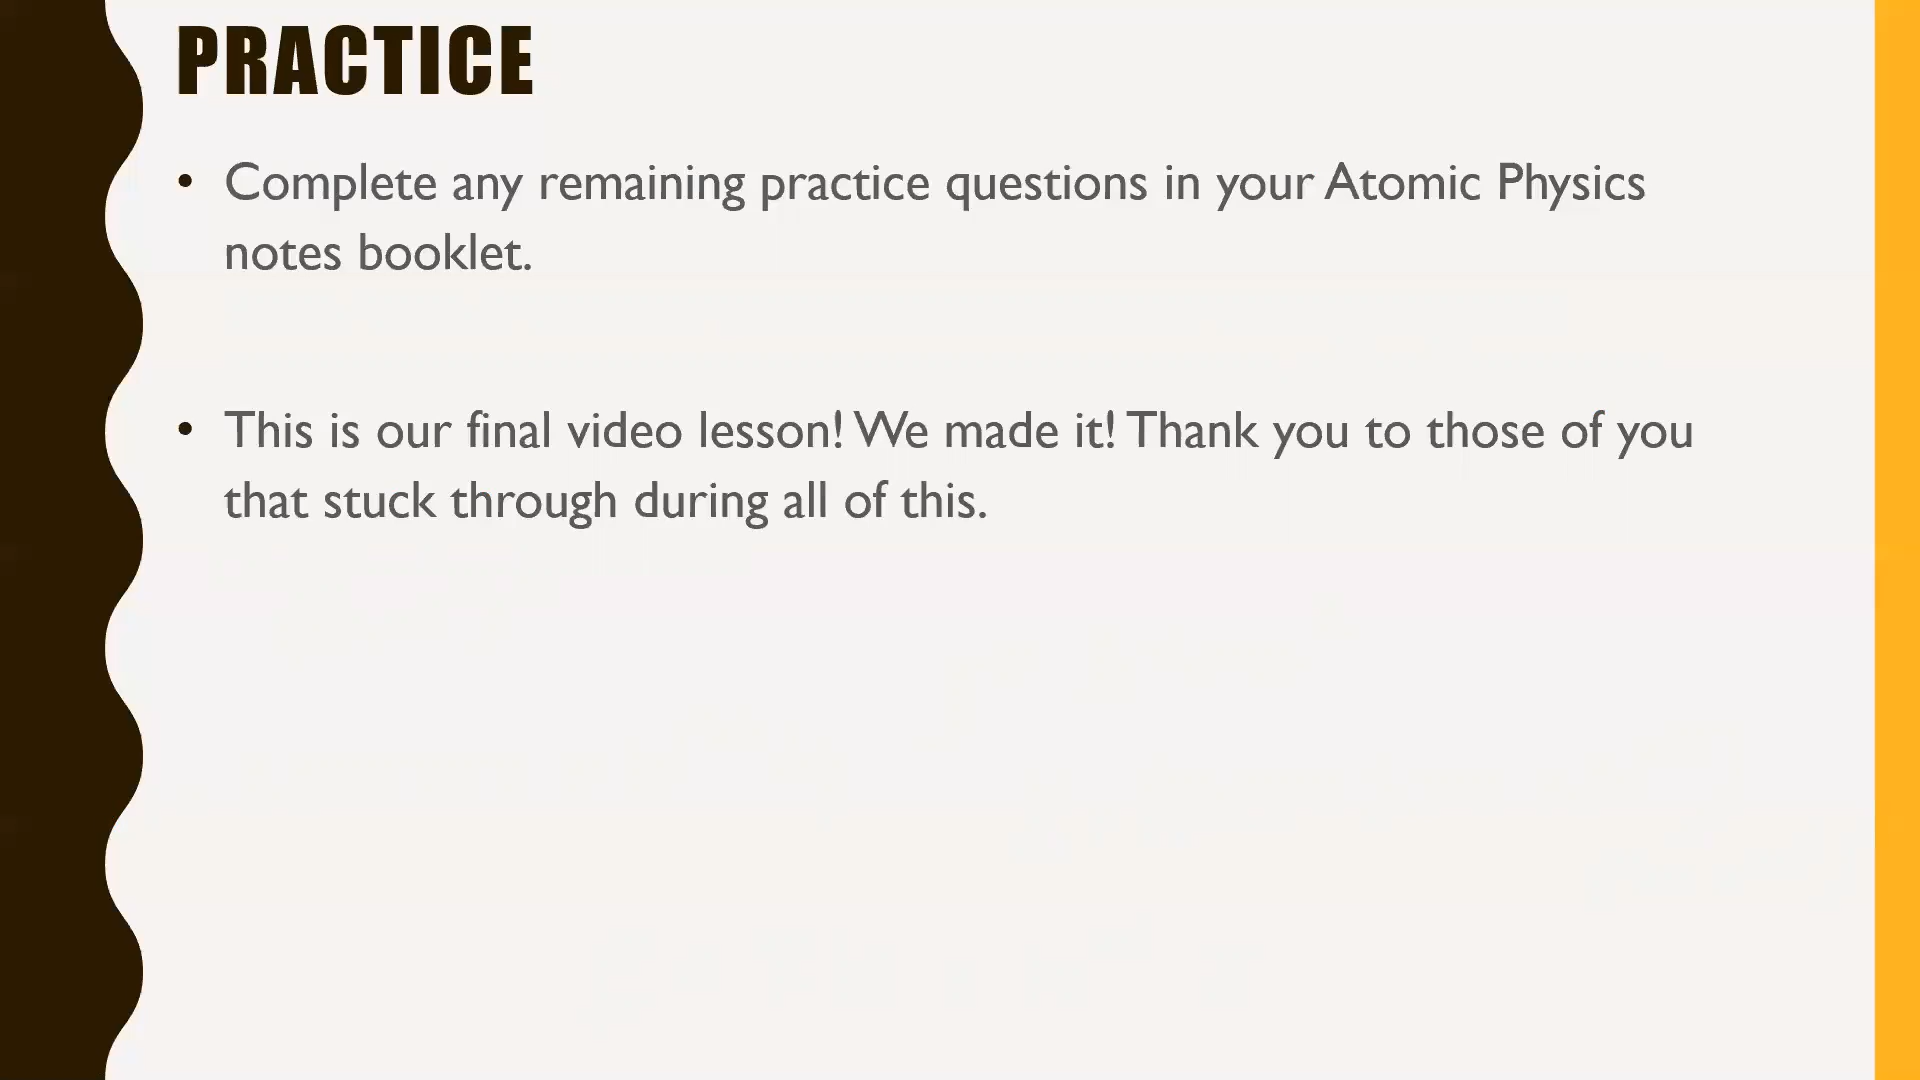 PRACTICE
• Complete any remaining practice questions in your Atomic Physics
notes booklet.
• This is our final video lesson! We made it! Thank you to those of you
that stuck through during all of this.